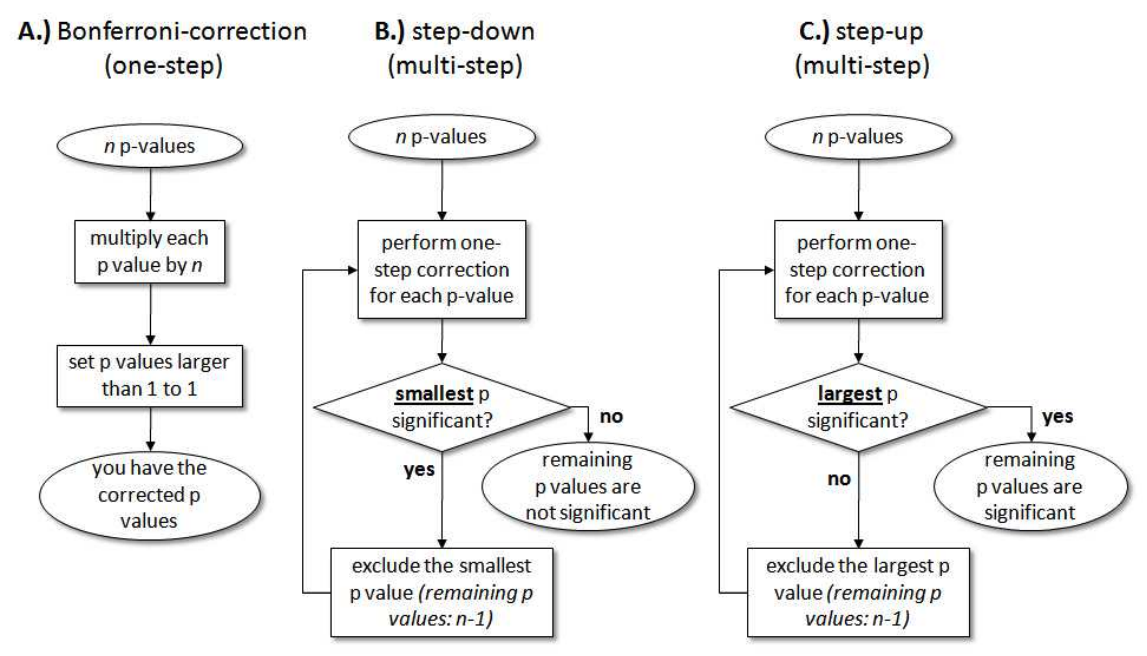 A.) Bonferroni-correction
(one-step)
n p-values
multiply each
p value by n
set p values larger
than 1 to 1
you have the
corrected p
values
B.) step-down
(multi-step)
n p-values
perform one-
step correction
for each p-value
smallest p
significant?
no
yes
remaining
p values are
not significant
exclude the smallest
p value (remaining p
values: n-1)
C.) step-up
(multi-step)
n p-values
perform one-
step correction
for each p-value
largest p
significant?
yes
no
remaining
p values are
significant
exclude the largest p
value (remaining p
values: n-1)